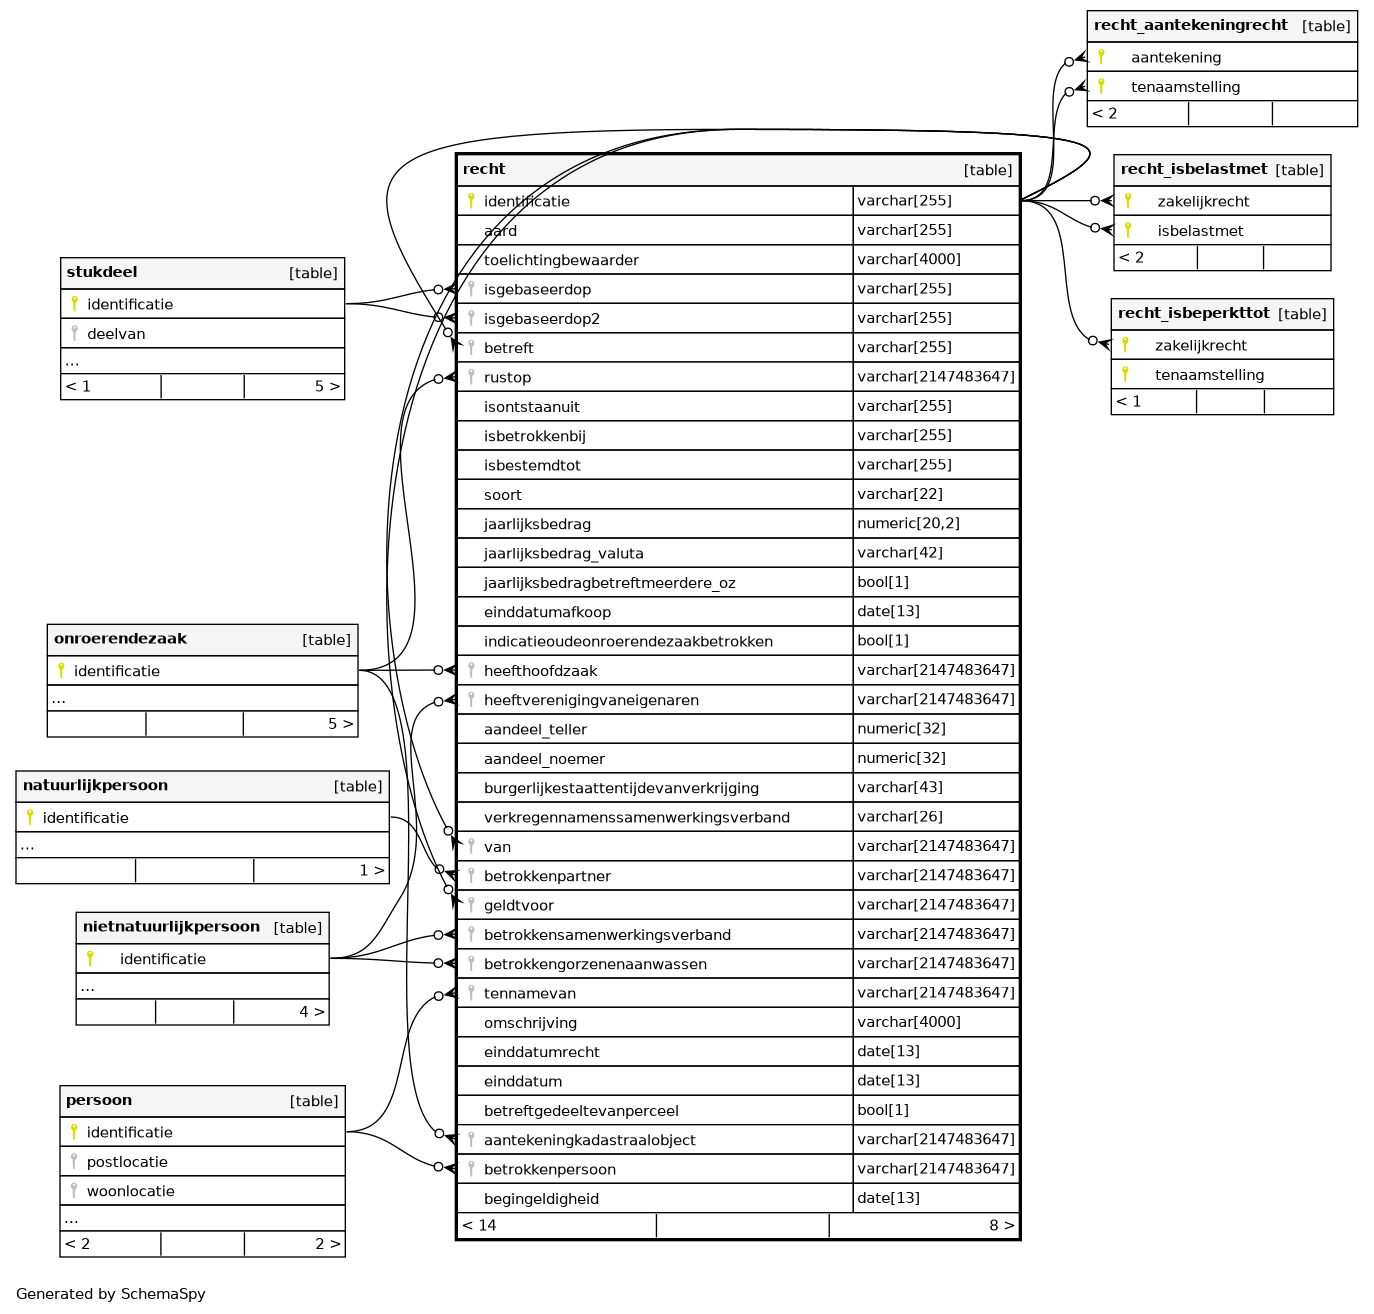 recht_aantekeningrecht [table]
aantekening
tenaamstelling
< 2
recht_isbelastmet [table]
zakelijkrecht
isbelastmet
< 2
recht_isbeperkttot [table]
zakelijkrecht
tenaamstelling
< 1
stukdeel [table]
identificatie
deelvan
...
< 1 5 >
onroerendezaak [table]
identificatie
...
5 >
natuurlijkpersoon [table]
identificatie
...
1 >
nietnatuurlijkpersoon [table]
identificatie
...
4 >
persoon [table]
identificatie
postlocatie
woonlocatie
...
< 2 2 >
recht [table]
identificatie varchar[255]
aard varchar[255]
toelichtingbewaarder varchar[4000]
isgebaseerdop varchar[255]
isgebaseerdop2 varchar[255]
betreft varchar[255]
rustop varchar[2147483647]
isontstaanuit varchar[255]
isbetrokkenbij varchar[255]
isbestemdtot varchar[255]
soort varchar[22]
jaarlijksbedrag numeric[20,2]
jaarlijksbedrag_valuta varchar[42]
jaarlijksbedragbetreftmeerdere_oz bool[1]
einddatumafkoop date[13]
indicatieoudeonroerendezaakbetrokken bool[1]
heefthoofdzaak varchar[2147483647]
heeftverenigingvaneigenaren varchar[2147483647]
aandeel_teller numeric[32]
aandeel_noemer numeric[32]
burgerlijkestaattentijdevanverkrijging varchar[43]
verkregennamenssamenwerkingsverband varchar[26]
van varchar[2147483647]
betrokkenpartner varchar[2147483647]
geldtvoor varchar[2147483647]
betrokkensamenwerkingsverband varchar[2147483647]
betrokkengorzenenaanwassen varchar[2147483647]
tennamevan varchar[2147483647]
omschrijving varchar[4000]
einddatumrecht date[13]
einddatum date[13]
betreftgedeeltevanperceel bool[1]
aantekeningkadastraalobject varchar[2147483647]
betrokkenpersoon varchar[2147483647]
begingeldigheid date[13]
< 14 8 >
Generated by SchemaSpy